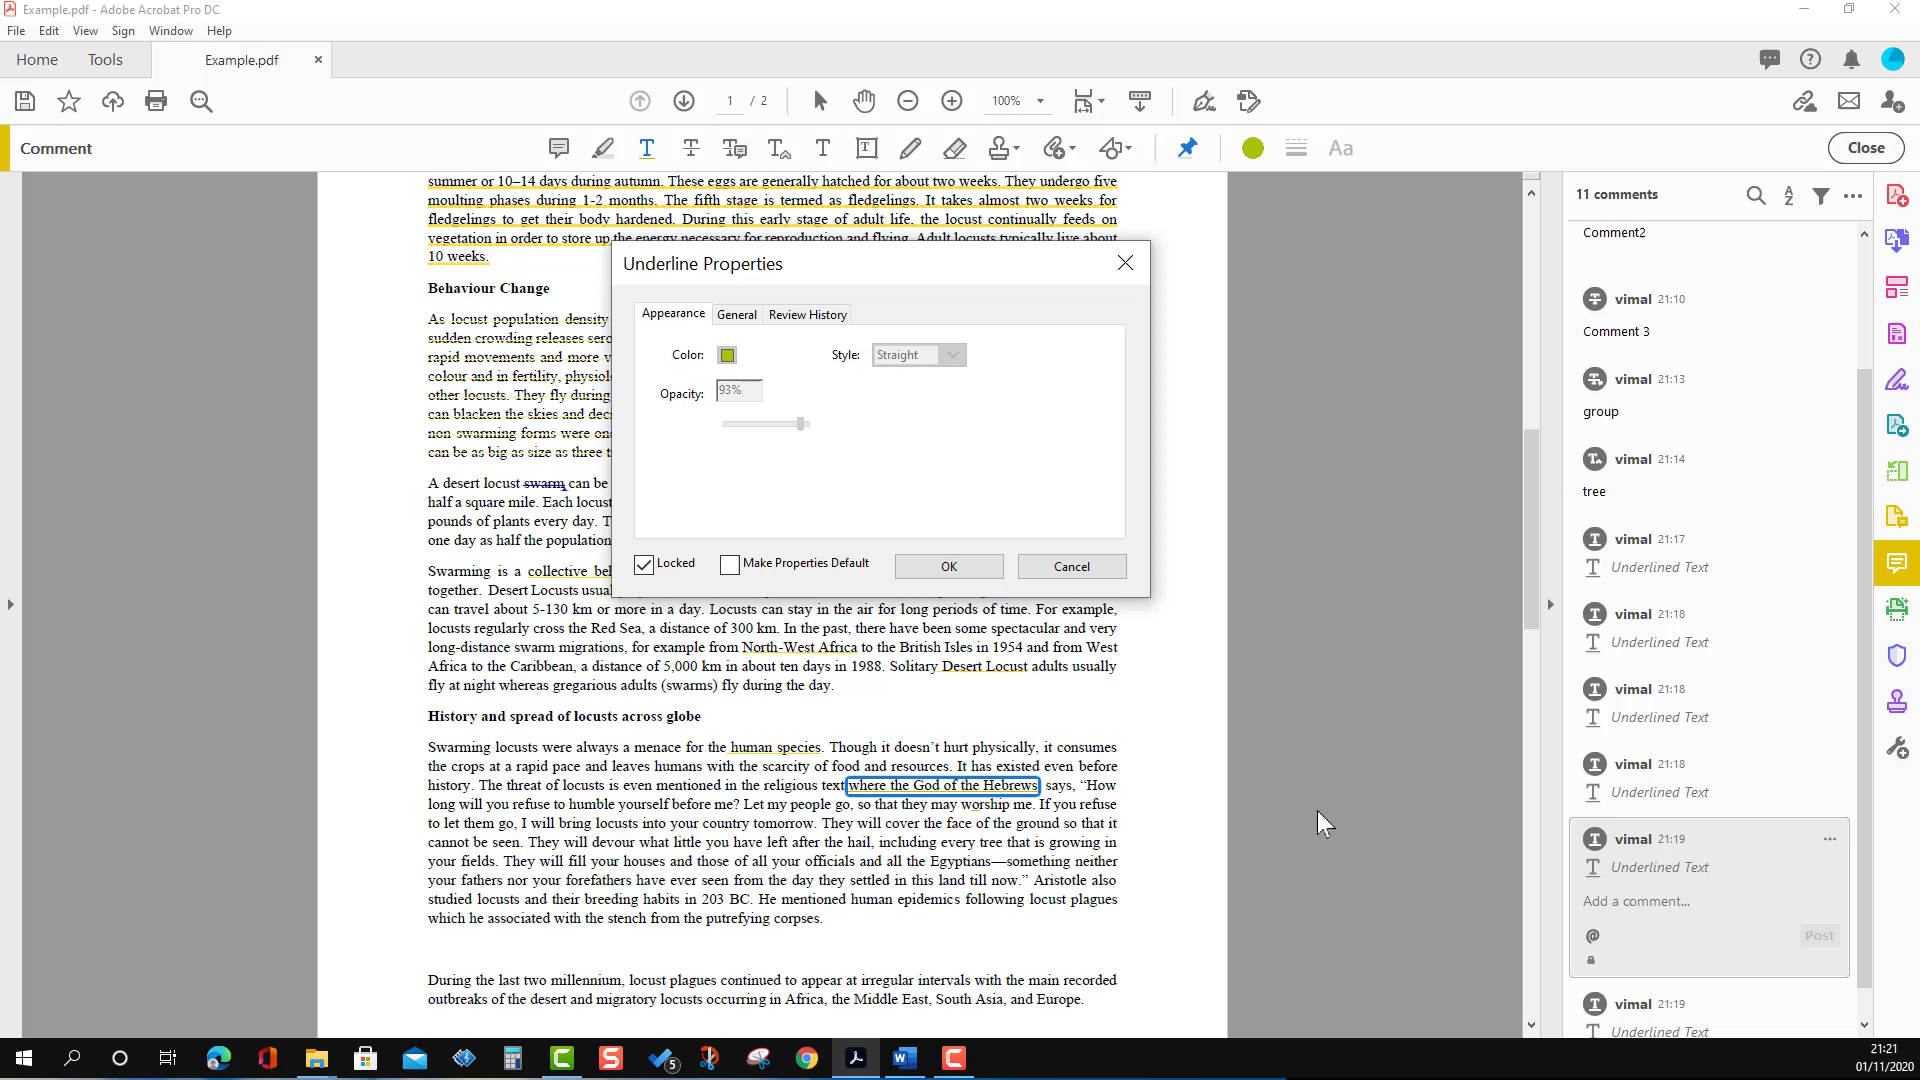 Example.pdf - Adobe Acrobat Pro DC
File Edit View Sign Window Help
Home Tools Example.pdf
1 / 2 100%
Comment
Close
summer or 10–14 days during autumn. These eggs are generally hatched for about two weeks. They undergo five
moulting phases during 1-2 months. The fifth stage is termed as fledgelings. It takes almost two weeks for
fledgelings to get their body hardened. During this early stage of adult life, the locust continually feeds on
vegetation in order to store up the energy necessary for reproduction and flying. Adult locusts typically live about
10 weeks.
Behaviour Change
As locust population density
sudden crowding releases
rapid movements and more
colour and in fertility,
other locusts. They fly during
can blacken the skies and
non swarming forms were
can be as big as size as three
A desert locust swarm can be
half a square mile. Each locust
pounds of plants every day.
one day as half the population
Swarming is a collective
together. Desert Locusts
can travel about 5-130 km or more in a day. Locusts can stay in the air for long periods of time. For example,
locusts regularly cross the Red Sea, a distance of 300 km. In the past, there have been some spectacular and very
long-distance swarm migrations, for example from North-West Africa to the British Isles in 1954 and from West
Africa to the Caribbean, a distance of 5,000 km in about ten days in 1988. Solitary Desert Locust adults usually
fly at night whereas gregarious adults (swarms) fly during the day.
History and spread of locusts across globe
Swarming locusts were always a menace for the human species. Though it doesn’t hurt physically, it consumes
the crops at a rapid pace and leaves humans with the scarcity of food and resources. It has existed even before
history. The threat of locusts is even mentioned in the religious text where the God of the Hebrews says, “How
long will you refuse to humble yourself before me? Let my people go, so that they may worship me. If you refuse
to let them go, I will bring locusts into your country tomorrow. They will cover the face of the ground so that it
cannot be seen. They will devour what little you have left after the hail, including every tree that is growing in
your fields. They will fill your houses and those of all your officials and all the Egyptians—something neither
your fathers nor your forefathers have ever seen from the day they settled in this land till now.” Aristotle also
studied locusts and their breeding habits in 203 BC. He mentioned human epidemics following locust plagues
which he associated with the stench from the putrefying corpses.
During the last two millennium, locust plagues continued to appear at irregular intervals with the main recorded
outbreaks of the desert and migratory locusts occurring in Africa, the Middle East, South Asia, and Europe.
Underline Properties
Appearance General Review History
Color: Style: Straight
Opacity: 93%
Locked Make Properties Default OK Cancel
11 comments
Comment2
vimal 21:10
Comment 3
vimal 21:13
group
vimal 21:14
tree
vimal 21:17
Underlined Text
vimal 21:18
Underlined Text
vimal 21:18
Underlined Text
vimal 21:18
Underlined Text
vimal 21:19
Underlined Text
Add a comment...
@ Post
vimal 21:19
Underlined Text
5
21:21
01/11/2020